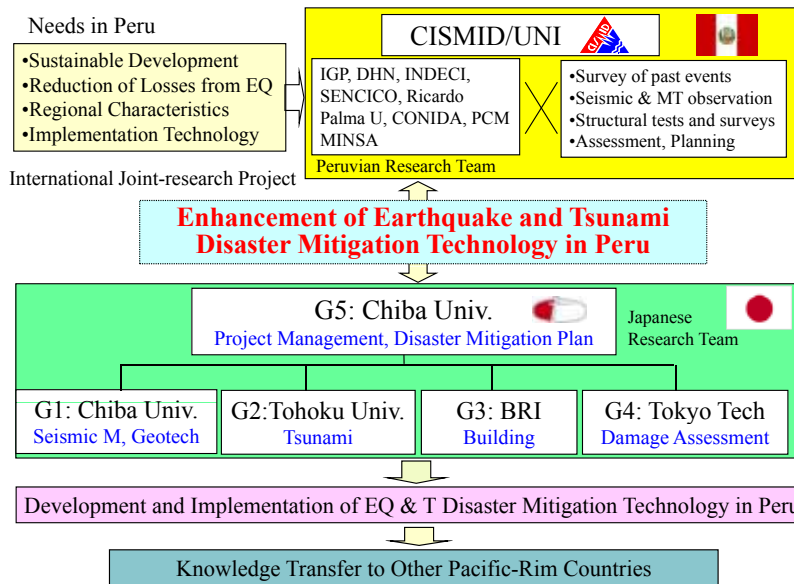 Needs in Peru
•Sustainable Development
•Reduction of Losses from EQ
•Regional Characteristics
•Implementation Technology
CISMID/UNI
CISMID
IGP, DHN, INDECI,
SENCICO, Ricardo
Palma U, CONIDA, PCM
MINSA
•Survey of past events
•Seismic & MT observation
•Structural tests and surveys
•Assessment, Planning
Peruvian Research Team
International Joint-research Project
Enhancement of Earthquake and Tsunami
Disaster Mitigation Technology in Peru
G5: Chiba Univ.
Project Management, Disaster Mitigation Plan
Japanese
Research Team
G1: Chiba Univ.
Seismic M, Geotech
G2:Tohoku Univ.
Tsunami
G3: BRI
Building
G4: Tokyo Tech
Damage Assessment
Development and Implementation of EQ & T Disaster Mitigation Technology in Peru
Knowledge Transfer to Other Pacific-Rim Countries